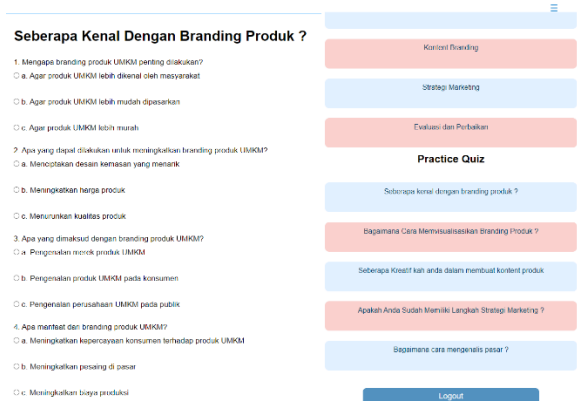 Seberapa Kenal Dengan Branding Produk ?
1. Mengapa branding produk UMKM penting dilakukan?
a. Agar produk UMKM lebih dikenal oleh masyarakat
b. Agar produk UMKM lebih mudah dipasarkan
c. Agar produk UMKM lebih murah
2. Apa yang dapat dilakukan untuk meningkatkan branding produk UMKM?
a. Menciptakan desain kemasan yang menarik
b. Meningkatkan harga produk
c. Menurunkan kualitas produk
3. Apa yang dimaksud dengan branding produk UMKM?
a. Pengenalan merek produk UMKM
b. Pengenalan produk UMKM pada konsumen
c. Pengenalan perusahaan UMKM pada publik
4. Apa manfaat dari branding produk UMKM?
a. Meningkatkan kepercayaan konsumen terhadap produk UMKM
b. Meningkatkan pesaing di pasar
c. Meningkatkan biaya produksi
Kontent Branding
Strategi Marketing
Evaluasi dan Perbaikan
Practice Quiz
Seberapa kenal dengan branding produk ?
Bagaimana Cara Memvisualisasikan Branding Produk ?
Seberapa Kreatif kah anda dalam membuat kontent produk
Apakah Anda Sudah Memiliki Langkah Strategi Marketing ?
Bagaimana cara mengenalis pasar ?
Logout